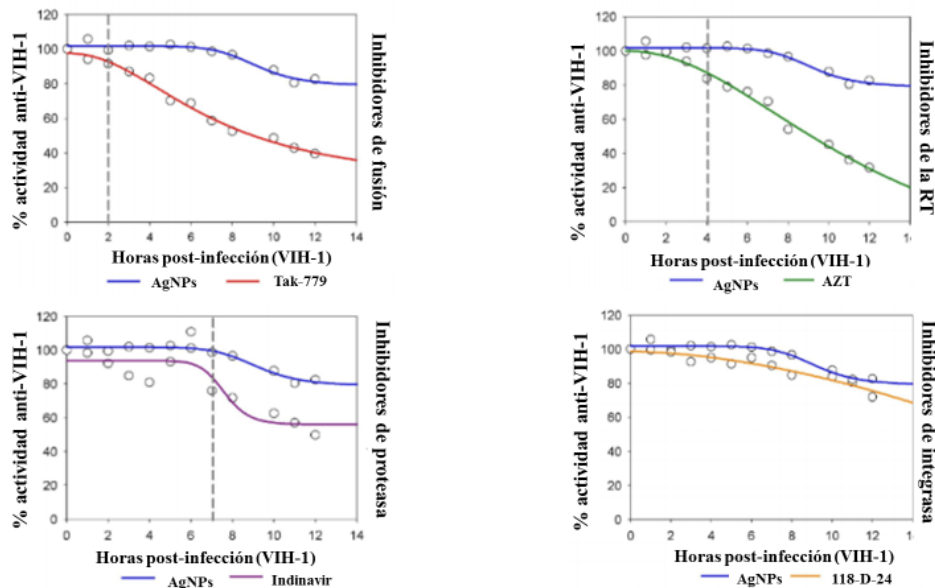 120
100
80
60
40
20
0
% actividad anti-VIH-1
0 2 4 6 8 10 12 14
Horas post-infección (VIH-1)
AgNPs Tak-779
Inhibidores de fusión
120
100
80
60
40
20
0
% actividad anti-VIH-1
0 2 4 6 8 10 12 14
Horas post-infección (VIH-1)
AgNPs AZT
Inhibidores de la RT
120
100
80
60
40
20
0
% actividad anti-VIH-1
0 2 4 6 8 10 12 14
Horas post-infección (VIH-1)
AgNPs Indinavir
Inhibidores de proteasa
120
100
80
60
40
20
0
% actividad anti-VIH-1
0 2 4 6 8 10 12 14
Horas post-infección (VIH-1)
AgNPs 118-D-24
Inhibidores de integrasa